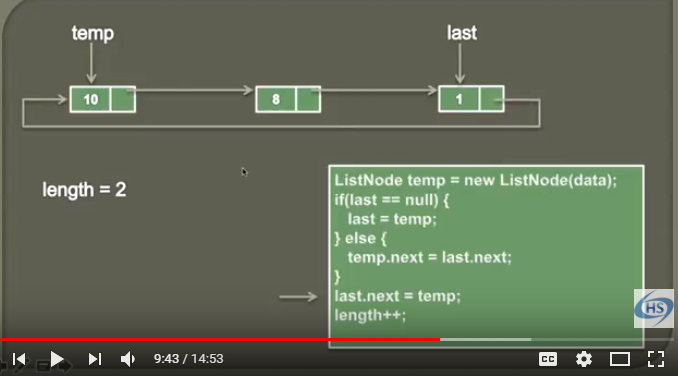 temp
last
10
8
1
length = 2
ListNode temp = new ListNode(data);
if(last == null) {
last = temp;
} else {
temp.next = last.next;
}
last.next = temp;
length++;
HS
9:43 / 14:53
CC